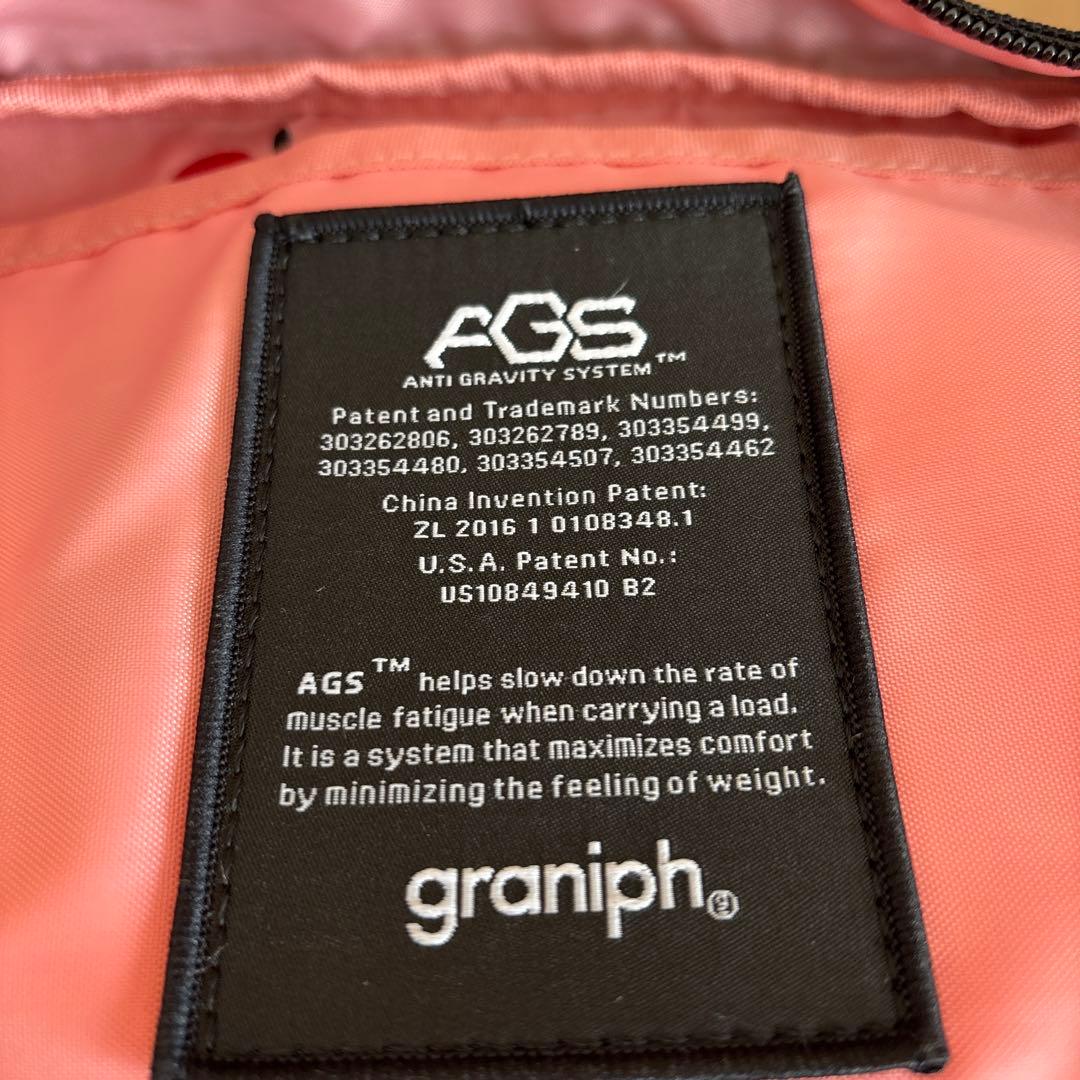 AGS
ANTI GRAVITY SYSTEM™
Patent and Trademark Numbers:
303262806, 303262789, 303354499,
303354480, 303354507, 303354462
China Invention Patent:
ZL 2016 1 0108348.1
U.S.A. Patent No.:
US10849410 B2
AGS™ helps slow down the rate of
muscle fatigue when carrying a load.
It is a system that maximizes comfort
by minimizing the feeling of weight.
graniph